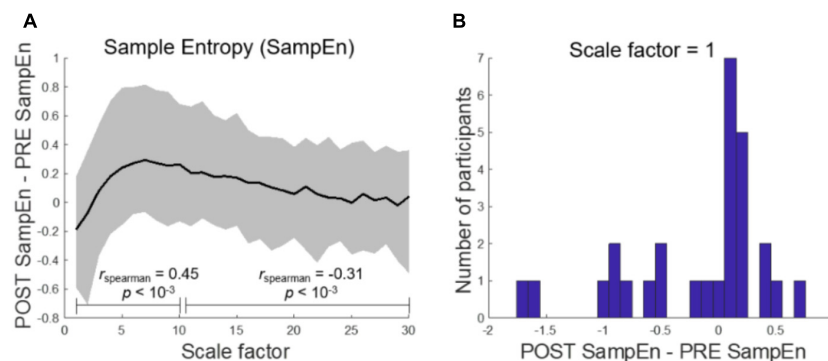 A
Sample Entropy (SampEn)
POST SampEn - PRE SampEn
1
0.8
0.6
0.4
0.2
0
-0.2
-0.4
-0.6
-0.8
r_spearman = 0.45
p < 10^-3
r_spearman = -0.31
p < 10^-3
0 5 10 15 20 25 30
Scale factor
B
Scale factor = 1
Number of participants
7
6
5
4
3
2
1
0
-2 -1.5 -1 -0.5 0 0.5
POST SampEn - PRE SampEn